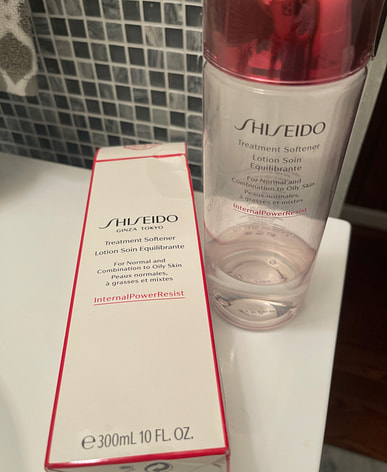 SHISEIDO
GINZA TOKYO
Treatment Softener
Lotion Soin Equilibrante
For Normal and
Combination to Oily Skin
Peaux normales,
à grasses et mixtes
InternalPowerResist
e 300mL 10 FL. OZ.
SHISEIDO
Treatment Softener
Lotion Soin
Equilibrante
For Normal and
Combination to Oily Skin
Peaux normales,
à grasses et mixtes
InternalPowerResist